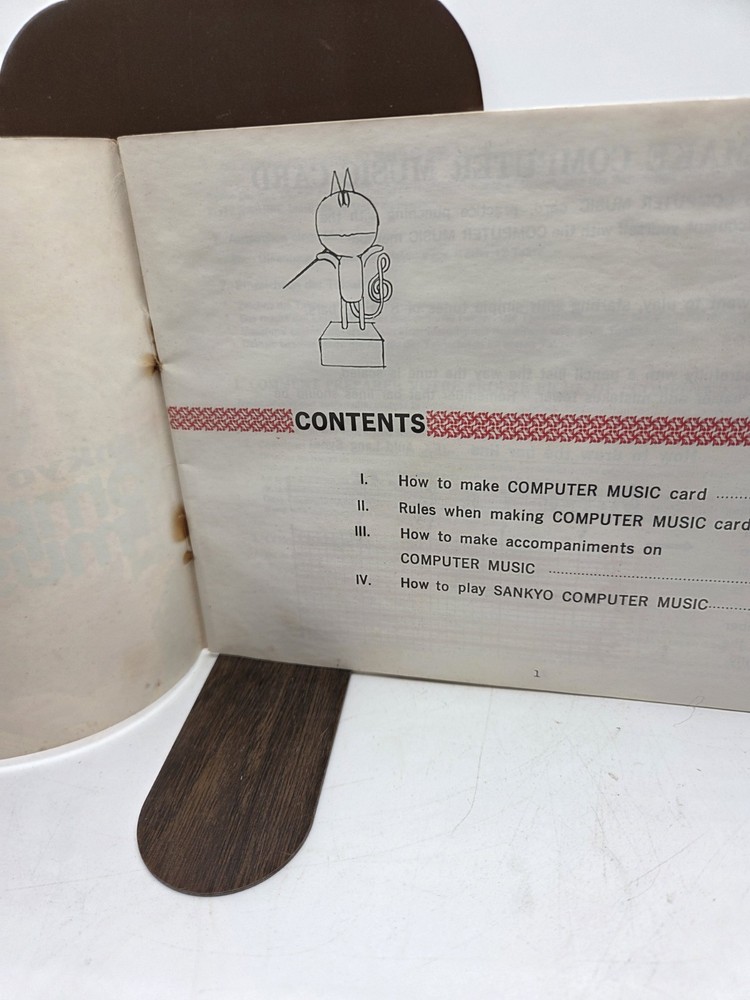 CONTENTS
I. How to make COMPUTER MUSIC card ........
II. Rules when making COMPUTER MUSIC card
III. How to make accompaniments on
COMPUTER MUSIC ........................................
IV. How to play SANKYO COMPUTER MUSIC..........
1